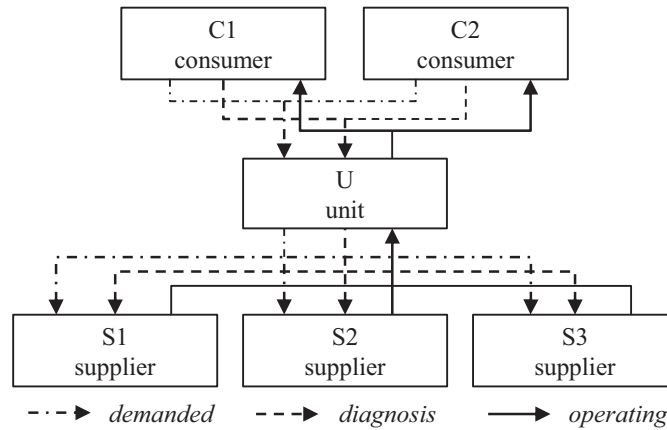 C1
consumer
C2
consumer
U
unit
S1
supplier
S2
supplier
S3
supplier
demanded
diagnosis
operating